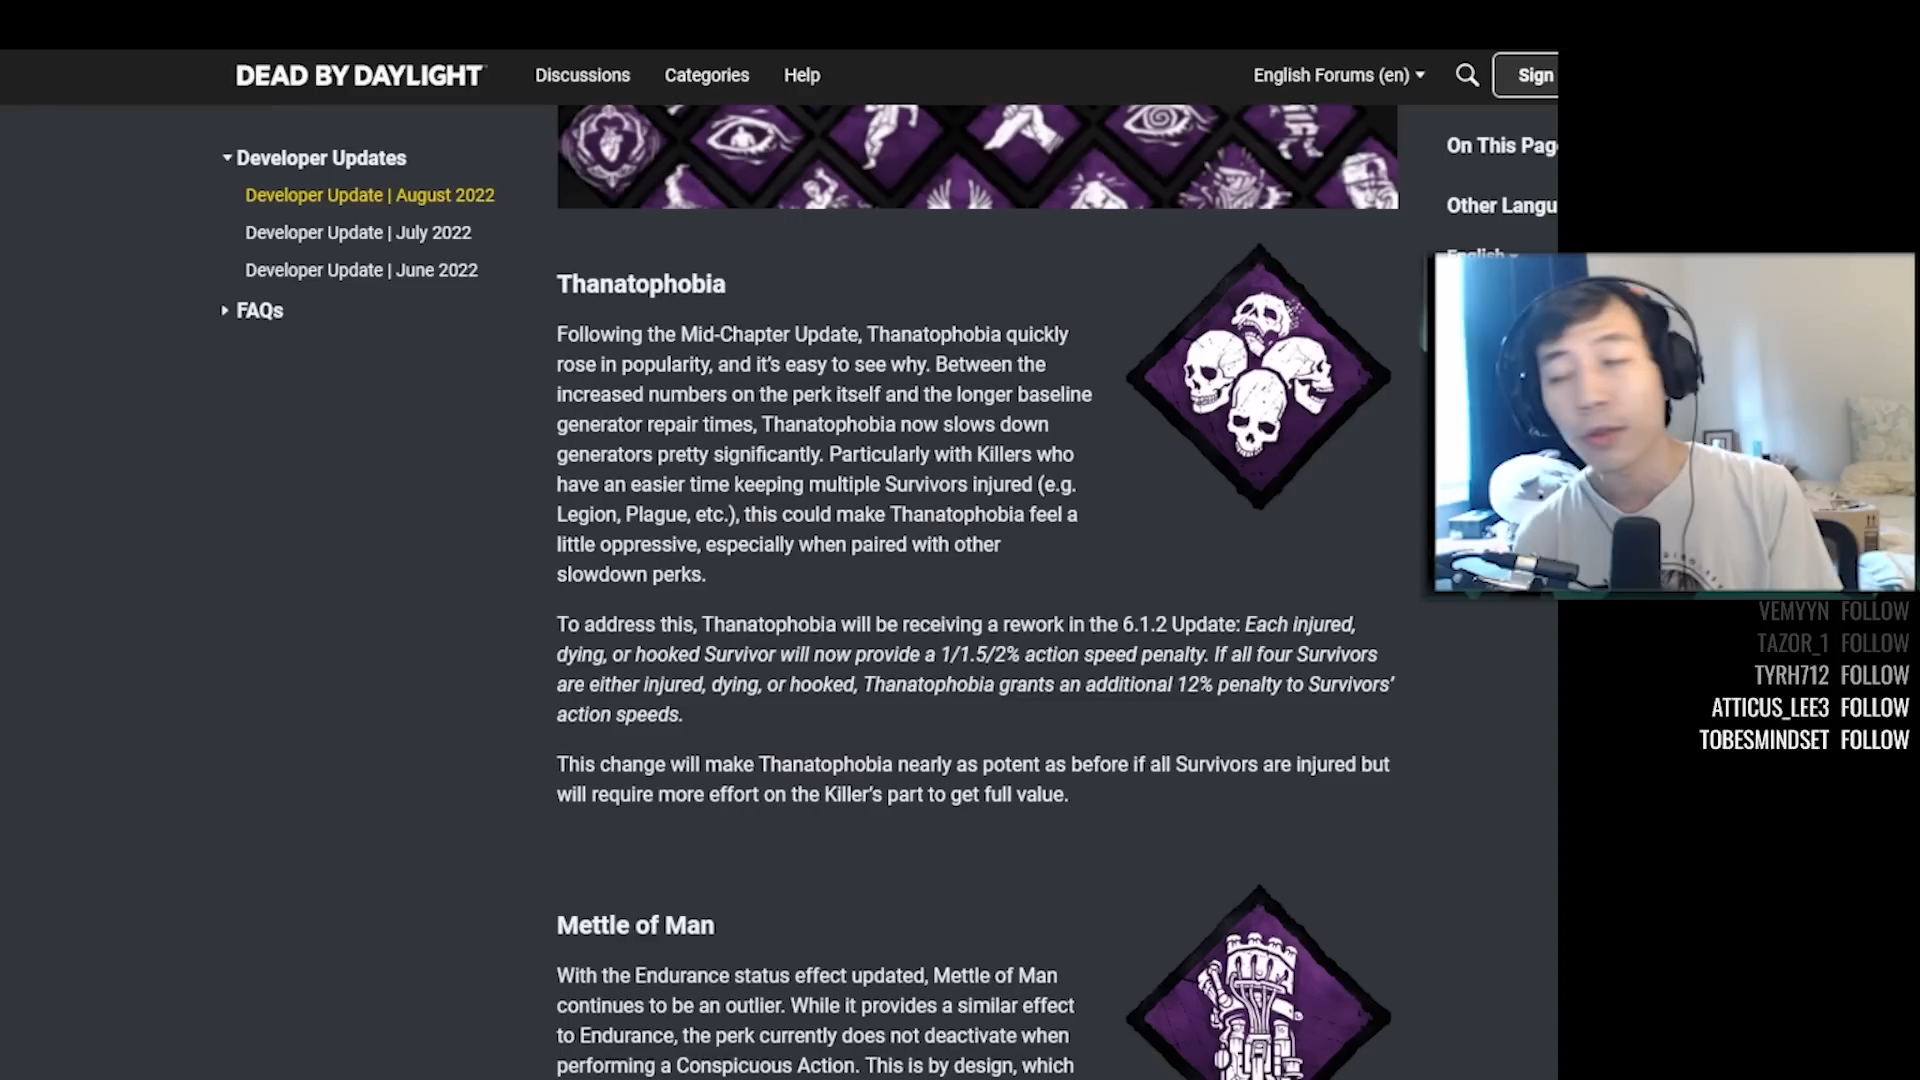 DEAD BY DAYLIGHT
Discussions
Categories
Help
English Forums (en)
Sign
Developer Updates
Developer Update | August 2022
Developer Update | July 2022
Developer Update | June 2022
FAQs
On This Pag
Other Langu
English
Thanatophobia
Following the Mid-Chapter Update, Thanatophobia quickly
rose in popularity, and it's easy to see why. Between the
increased numbers on the perk itself and the longer baseline
generator repair times, Thanatophobia now slows down
generators pretty significantly. Particularly with Killers who
have an easier time keeping multiple Survivors injured (e.g.
Legion, Plague, etc.), this could make Thanatophobia feel a
little oppressive, especially when paired with other
slowdown perks.
To address this, Thanatophobia will be receiving a rework in the 6.1.2 Update: Each injured,
dying, or hooked Survivor will now provide a 1/1.5/2% action speed penalty. If all four Survivors
are either injured, dying, or hooked, Thanatophobia grants an additional 12% penalty to Survivors'
action speeds.
This change will make Thanatophobia nearly as potent as before if all Survivors are injured but
will require more effort on the Killer's part to get full value.
Mettle of Man
With the Endurance status effect updated, Mettle of Man
continues to be an outlier. While it provides a similar effect
to Endurance, the perk currently does not deactivate when
performing a Conspicuous Action. This is by design, which
VEMYYN FOLLOW
TAZOR_1 FOLLOW
TYRH712 FOLLOW
ATTICUS_LEE3 FOLLOW
TOBESMINDSET FOLLOW